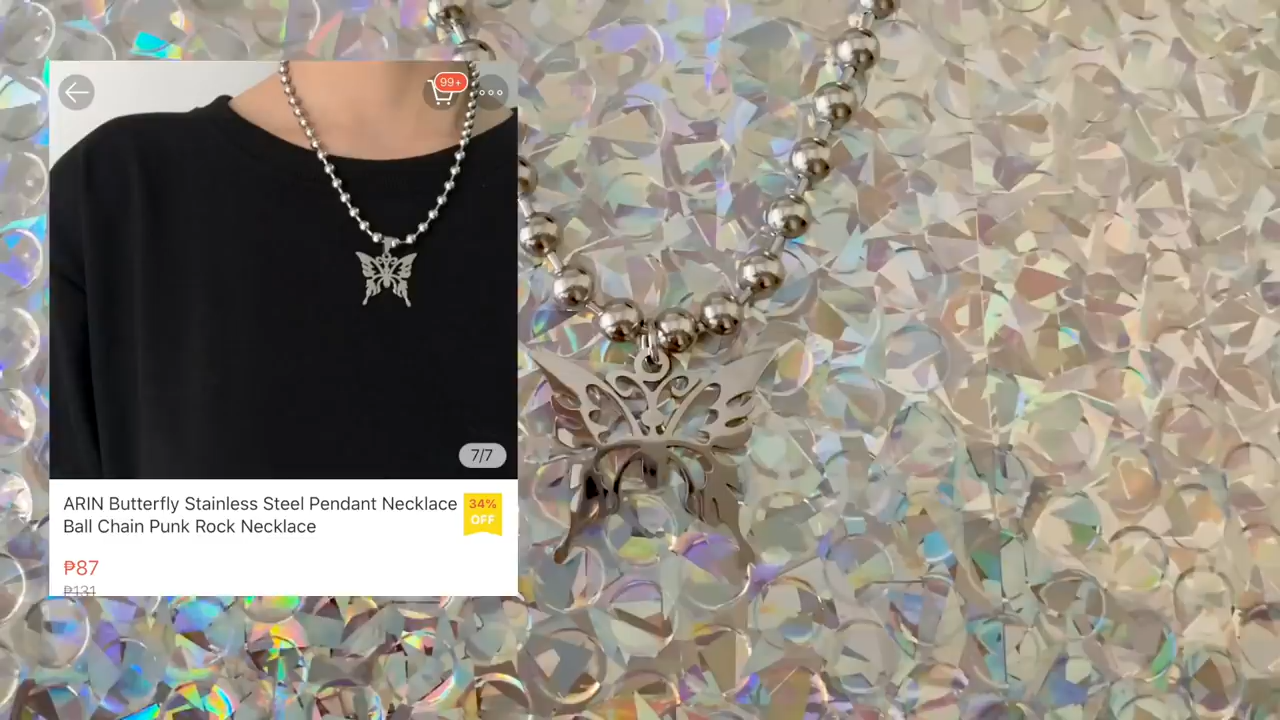 99+
7/7
ARIN Butterfly Stainless Steel Pendant Necklace
Ball Chain Punk Rock Necklace
34%
OFF
₱87
₱131